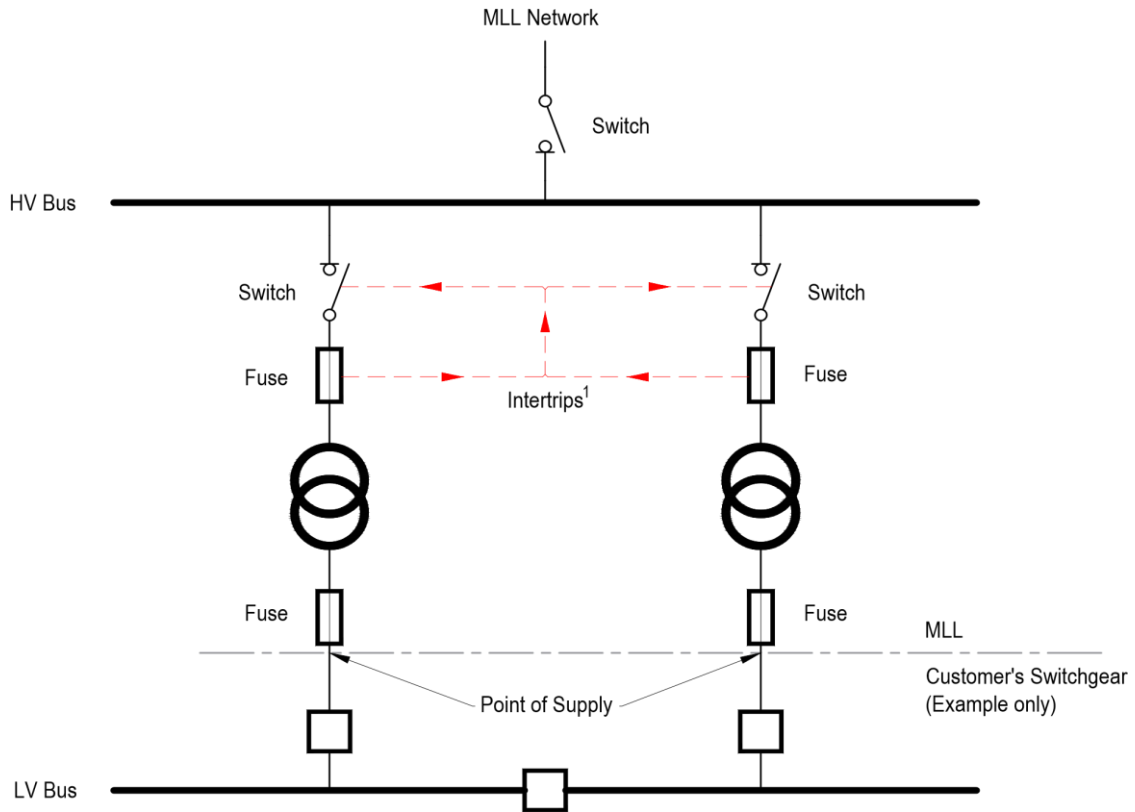 MLL Network
Switch
HV Bus
Switch
Switch
Fuse
Fuse
Intertrips¹
Fuse
Fuse
MLL
Point of Supply
Customer's Switchgear
(Example only)
LV Bus